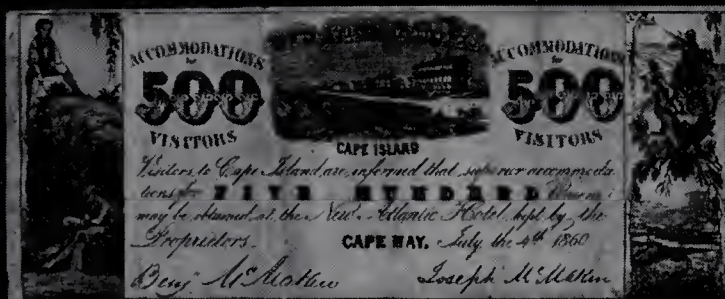 ACCOMMODATIONS
for
500
VISITORS
CAPE ISLAND
ACCOMMODATIONS
for
500
VISITORS
Visitors to Cape Island, are informed that superior accommoda
tions for FIVE HUNDRED
may be obtained, at the New-Atlantic Hotel, kept by, the
Proprietors. CAPE MAY, July the 4th 1860
Benj. McMakin Joseph McMakin